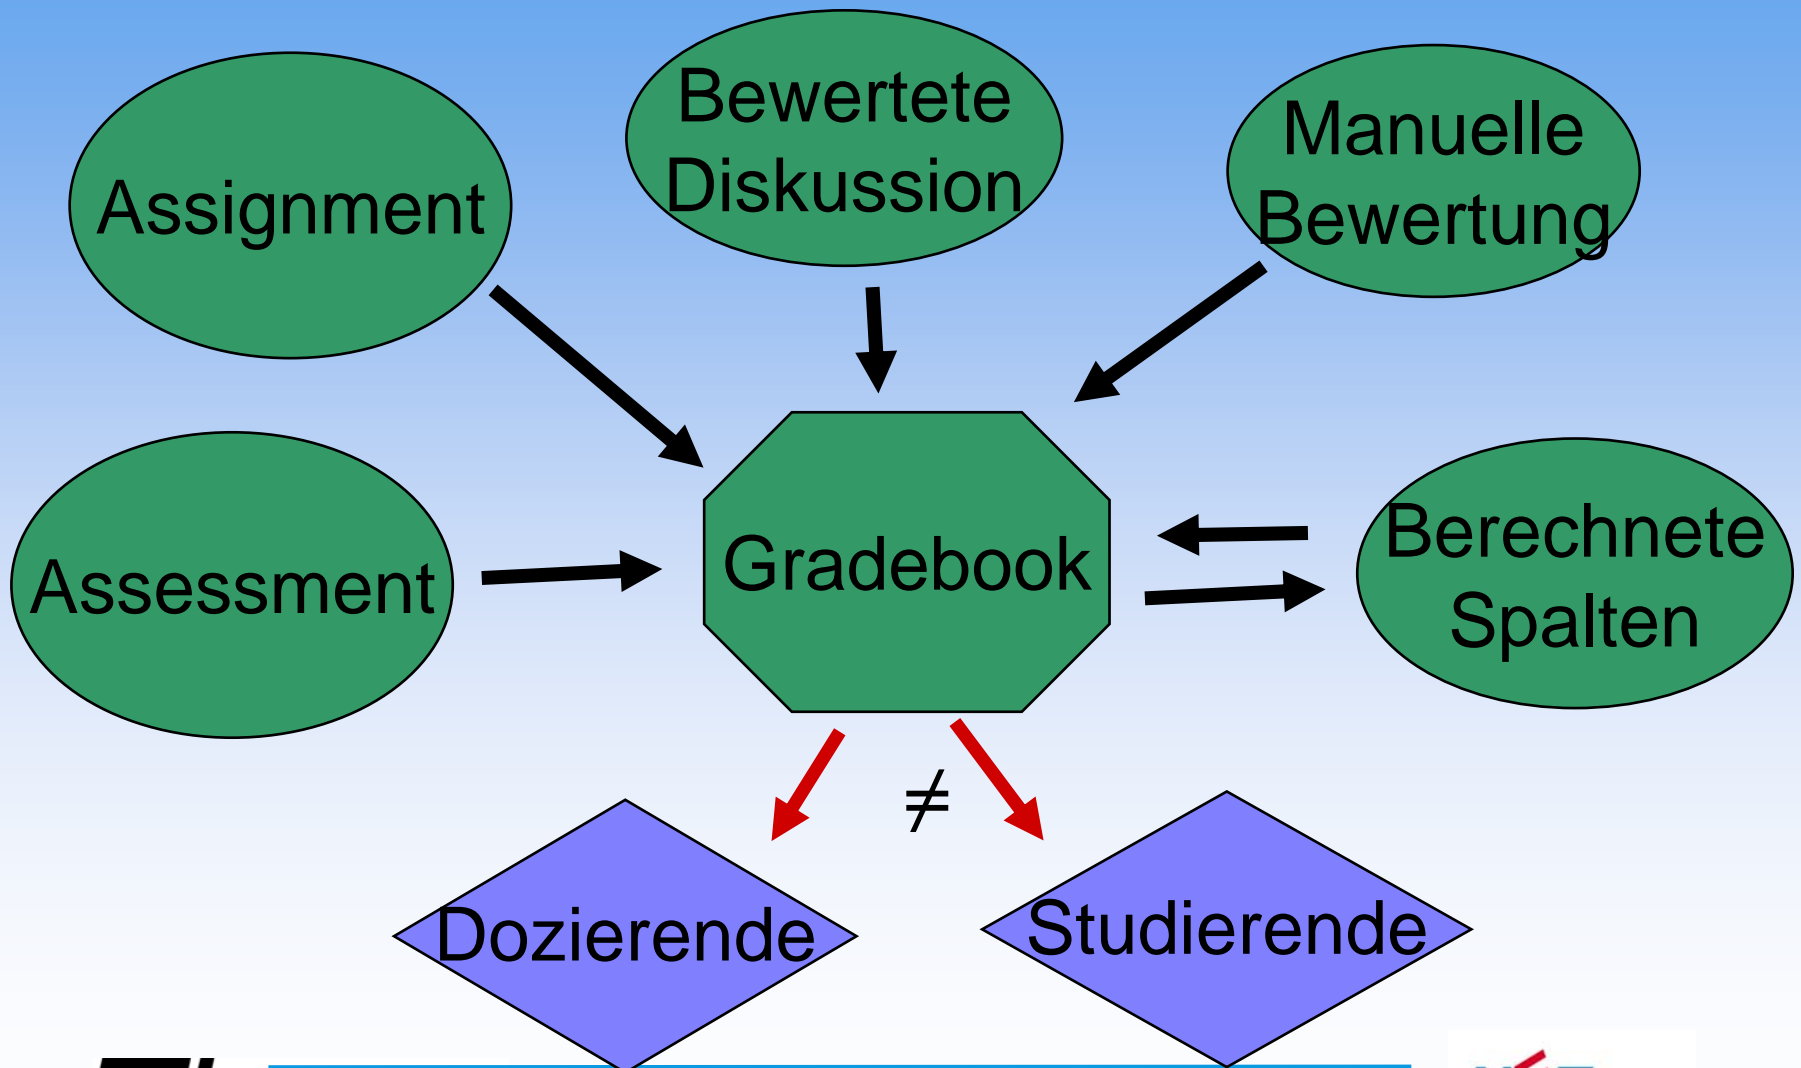 Assignment
Bewertete
Diskussion
Manuelle
Bewertung
Assessment
Gradebook
Berechnete
Spalten
≠
Dozierende
Studierende